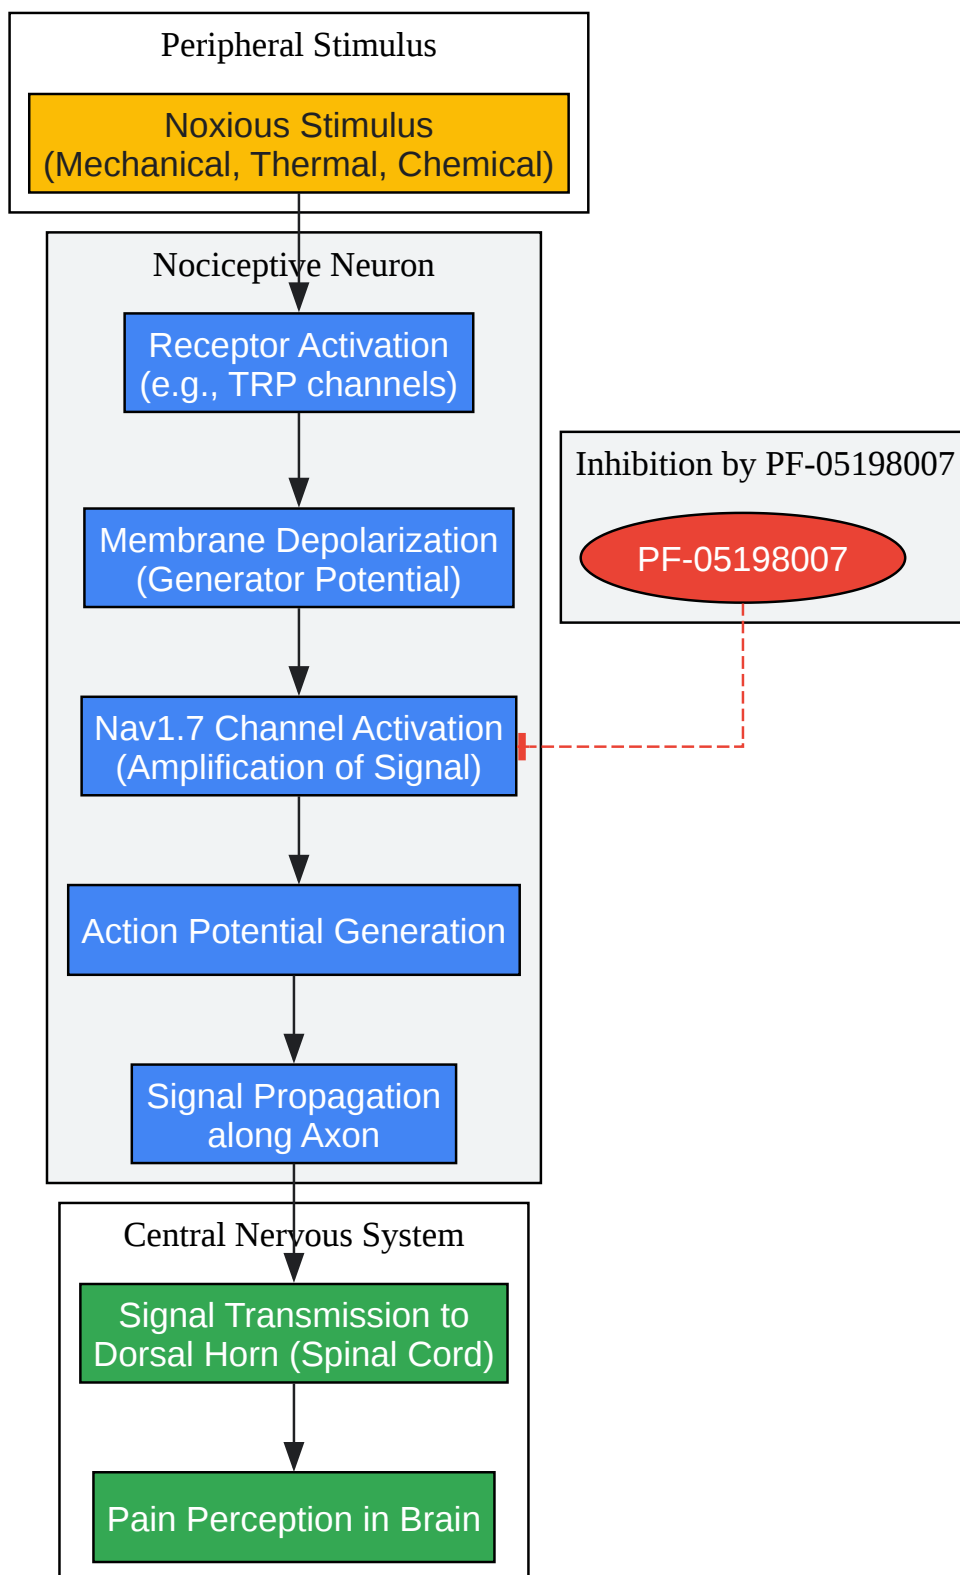 Peripheral Stimulus
Noxious Stimulus
(Mechanical, Thermal, Chemical)
Nociceptive Neuron
Receptor Activation
(e.g., TRP channels)
Inhibition by PF-05198007
Membrane Depolarization
(Generator Potential)
PF-05198007
Nav1.7 Channel Activation
(Amplification of Signal)
Action Potential Generation
Signal Propagation
along Axon
Central Nervous System
Signal Transmission to
Dorsal Horn (Spinal Cord)
Pain Perception in Brain